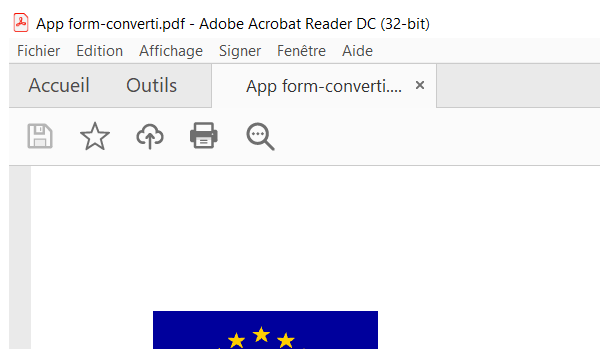 App form-converti.pdf - Adobe Acrobat Reader DC (32-bit)
Fichier Edition Affichage Signer Fenêtre Aide
Accueil Outils App form-converti.... ×